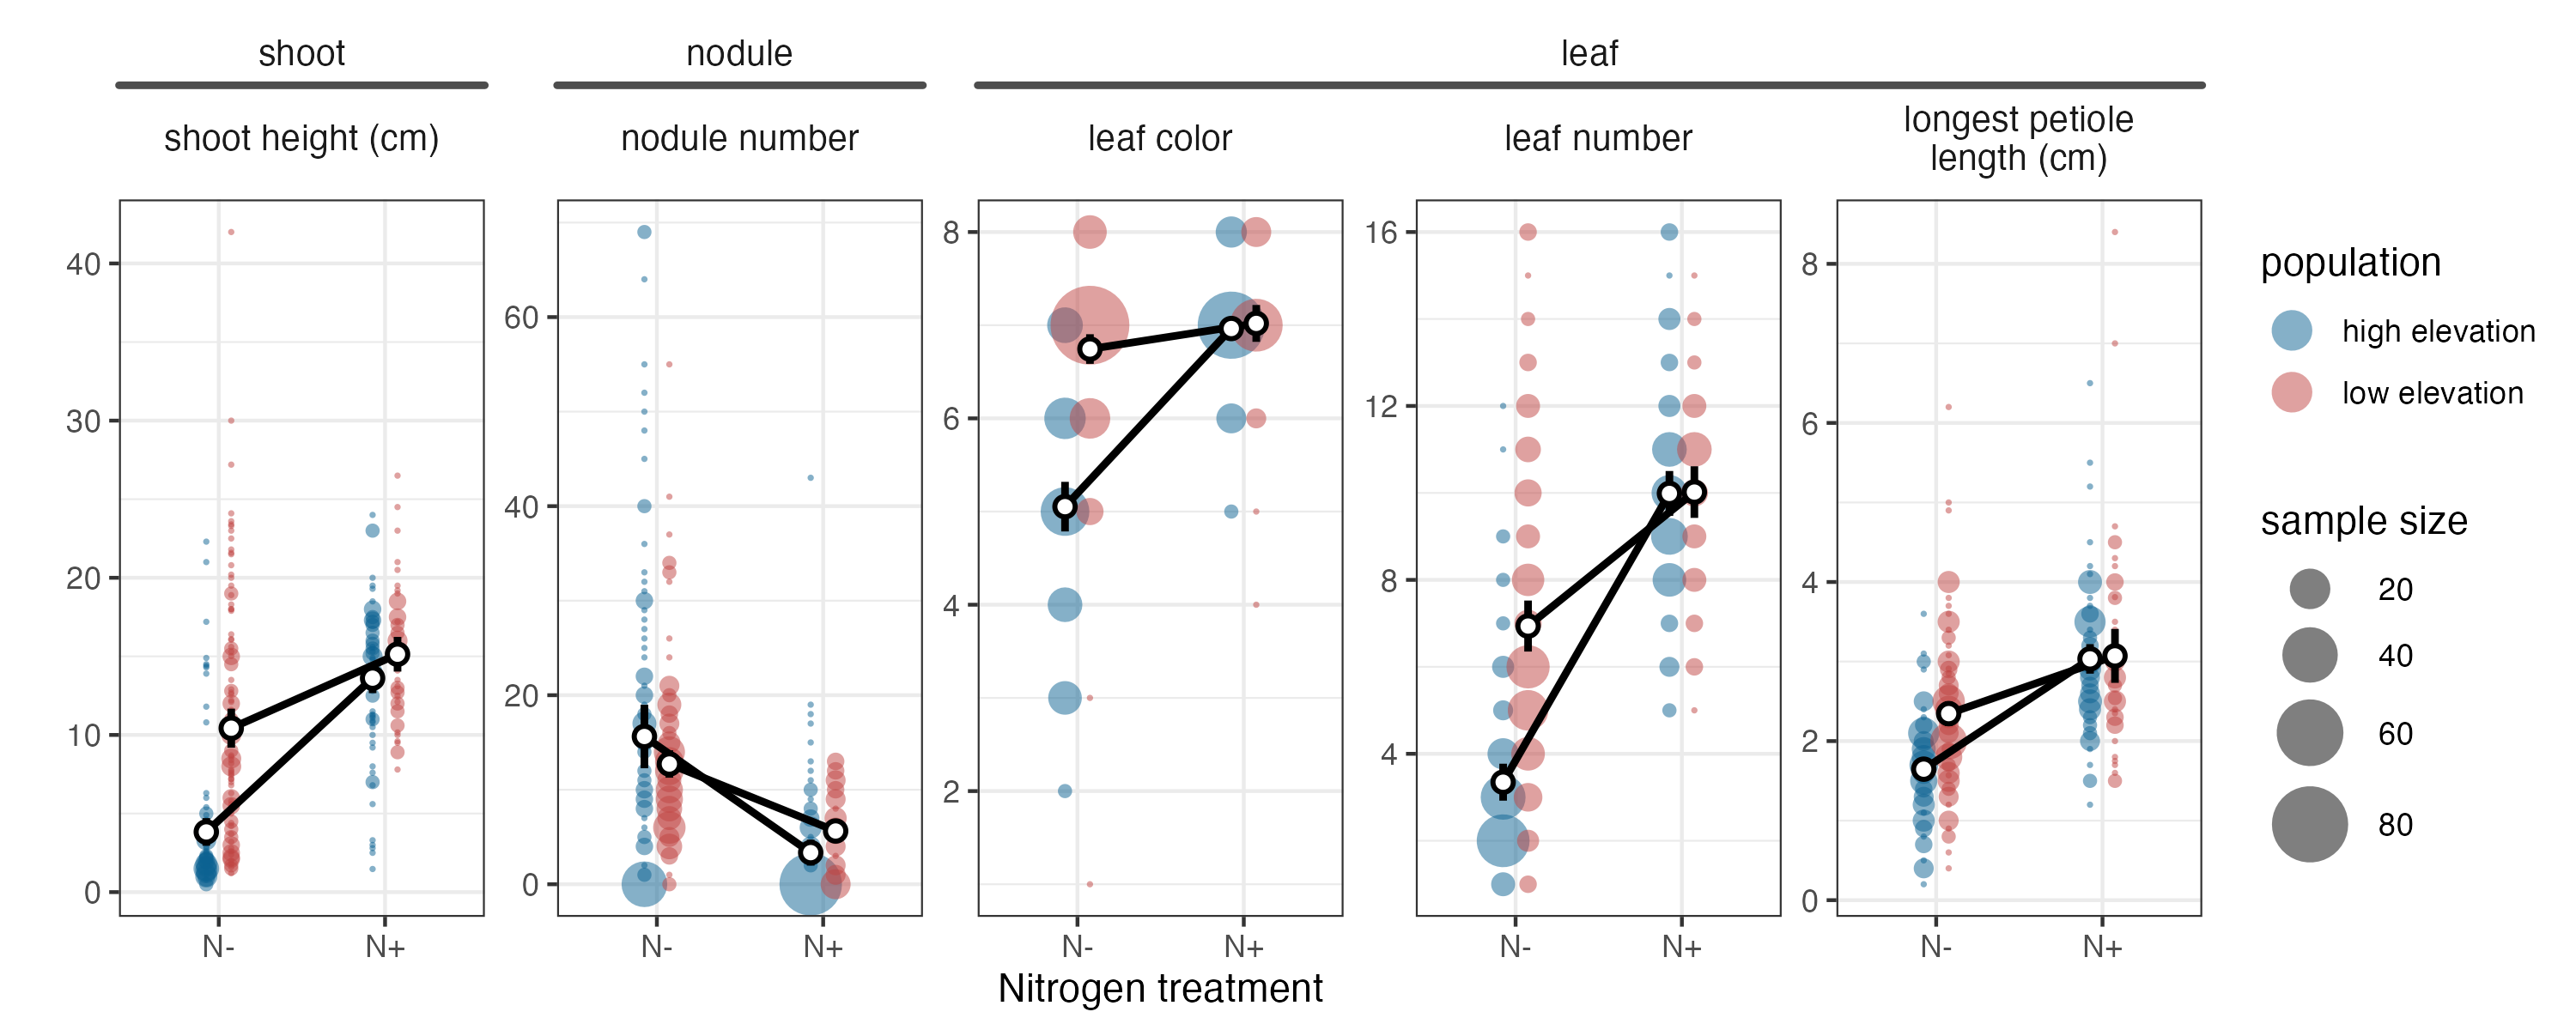 shoot
nodule
leaf
shoot height (cm)
nodule number
leaf color
leaf number
longest petiole
length (cm)
40
30
20
10
0
N-
N+
60
40
20
0
N-
N+
8
6
4
2
N-
N+
16
12
8
4
N-
N+
8
6
4
2
0
N-
N+
Nitrogen treatment
population
high elevation
low elevation
sample size
20
40
60
80